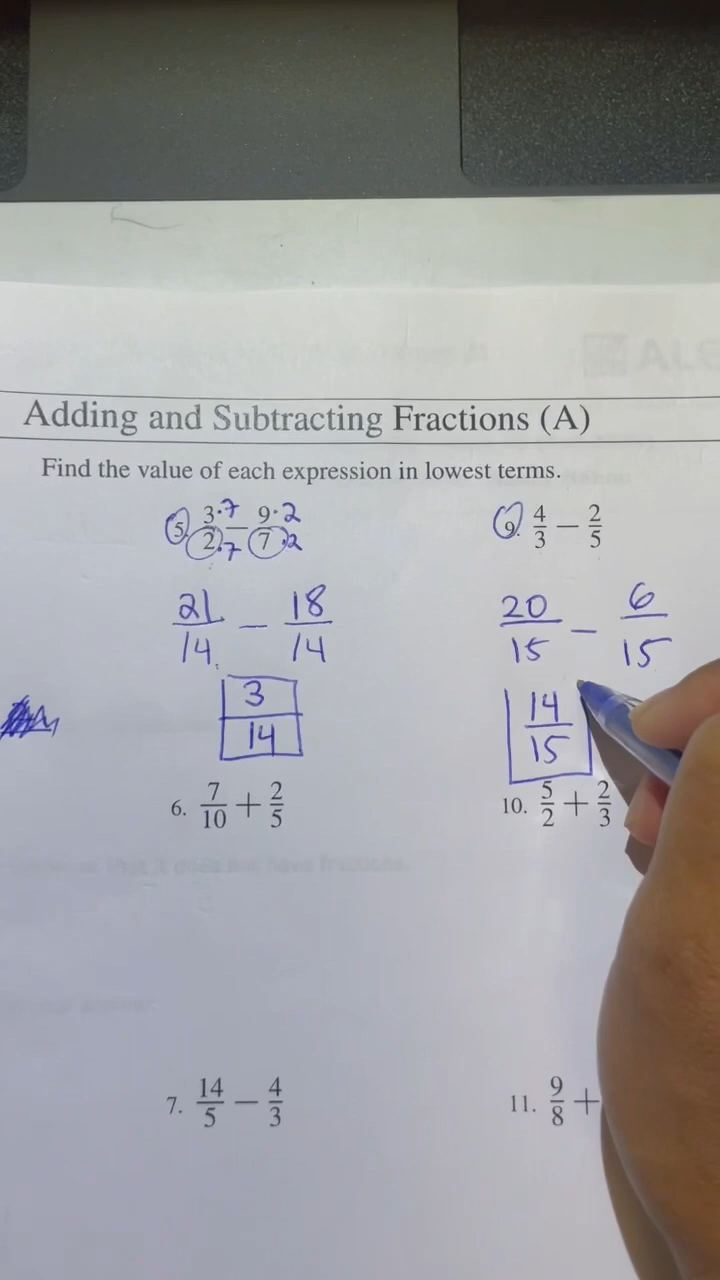 ALE
Adding and Subtracting Fractions (A)
Find the value of each expression in lowest terms.
5. 3·7/2·7 − 9·2/7·2
21/14 − 18/14
3/14
9. 4/3 − 2/5
20/15 − 6/15
14/15
6. 7/10 + 2/5
10. 5/2 + 2/3
7. 14/5 − 4/3
11. 9/8 +